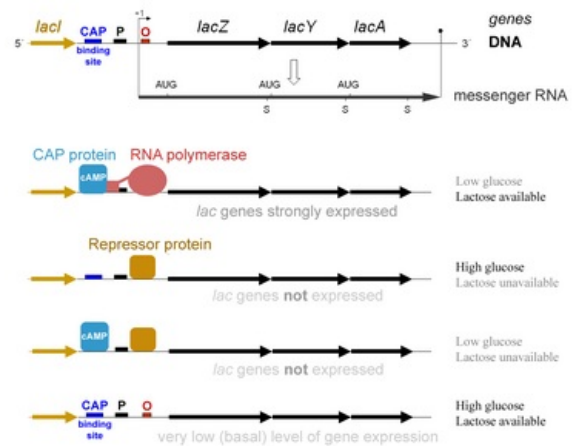 lacI CAP P O lacZ lacY lacA genes
+1
5´ 3´ DNA
binding
site
AUG AUG AUG
messenger RNA
S S S
CAP protein RNA polymerase
cAMP
Low glucose
Lactose available
lac genes strongly expressed
Repressor protein
High glucose
Lactose unavailable
lac genes not expressed
cAMP
Low glucose
Lactose unavailable
lac genes not expressed
CAP P O
binding
site
High glucose
Lactose available
very low (basal) level of gene expression